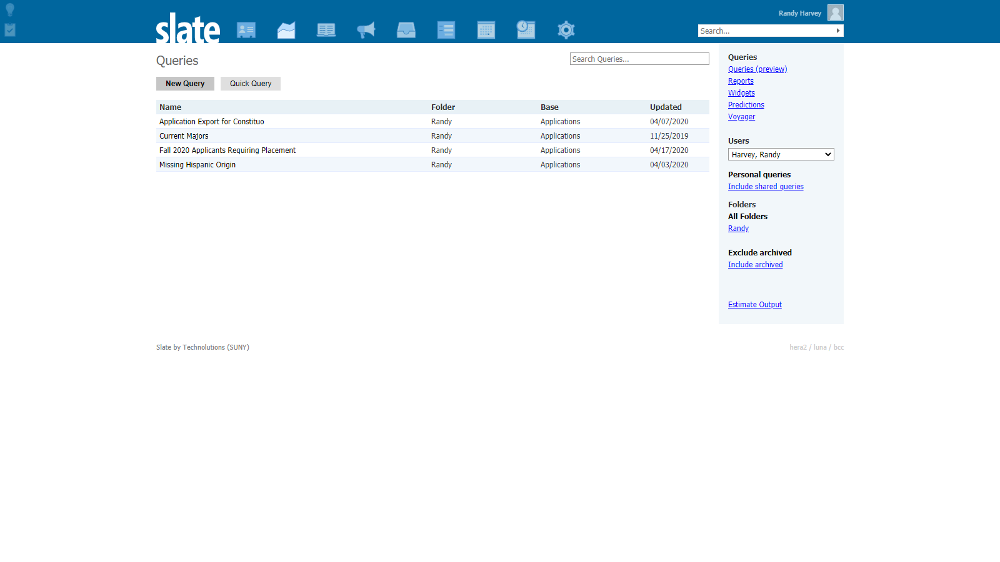 Randy Harvey
slate
Search...
Queries
Search Queries...
New Query Quick Query
Name Folder Base Updated
Application Export for Constituo Randy Applications 04/07/2020
Current Majors Randy Applications 11/25/2019
Fall 2020 Applicants Requiring Placement Randy Applications 04/17/2020
Missing Hispanic Origin Randy Applications 04/03/2020
Queries
Queries (preview)
Reports
Widgets
Predictions
Voyager
Users
Harvey, Randy
Personal queries
Include shared queries
Folders
All Folders
Randy
Exclude archived
Include archived
Estimate Output
Slate by Technolutions (SUNY)
hera2 / luna / bcc